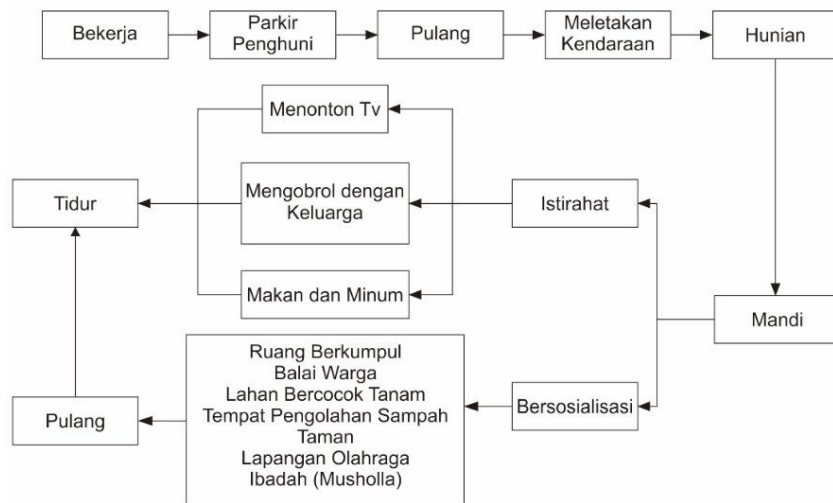 Bekerja
Parkir
Penghuni
Pulang
Meletakan
Kendaraan
Hunian
Menonton Tv
Tidur
Mengobrol dengan
Keluarga
Istirahat
Makan dan Minum
Mandi
Pulang
Ruang Berkumpul
Balai Warga
Lahan Bercocok Tanam
Tempat Pengolahan Sampah
Taman
Lapangan Olahraga
Ibadah (Musholla)
Bersosialisasi